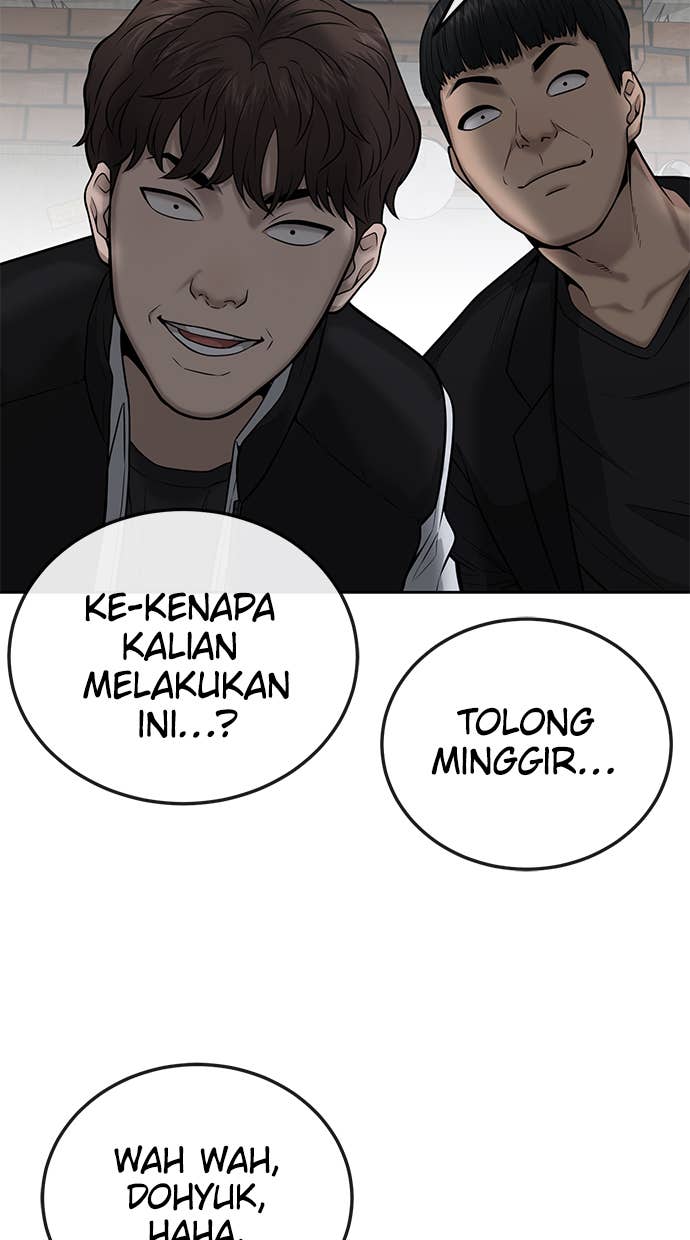 KE-KENAPA
KALIAN
MELAKUKAN
INI...?
TOLONG
MINGGIR...
WAH WAH,
DOHYUK,
HAHA.